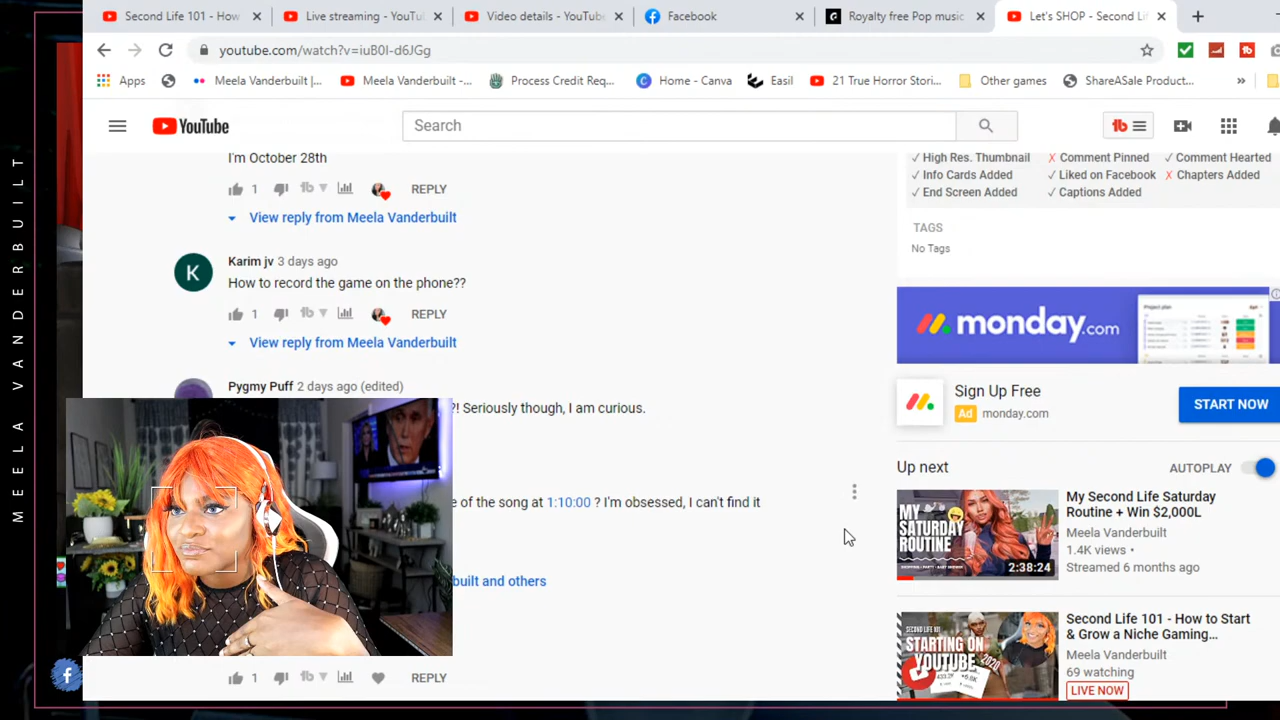 Second Life 101 - How
Live streaming - YouTu
Video details - YouTube
Facebook
Royalty free Pop music
Let's SHOP - Second Li
youtube.com/watch?v=iuB0I-d6JGg
Apps
Meela Vanderbuilt |...
Meela Vanderbuilt -...
Process Credit Req...
Home - Canva
Easil
21 True Horror Stori...
Other games
ShareASale Product...
YouTube
Search
I'm October 28th
1
REPLY
View reply from Meela Vanderbuilt
K
Karim jv 3 days ago
How to record the game on the phone??
1
REPLY
View reply from Meela Vanderbuilt
Pygmy Puff 2 days ago (edited)
?! Seriously though, I am curious.
e of the song at 1:10:00 ? I'm obsessed, I can't find it
built and others
1
REPLY
✓ High Res. Thumbnail
✗ Comment Pinned
✓ Comment Hearted
✓ Info Cards Added
✓ Liked on Facebook
✗ Chapters Added
✓ End Screen Added
✓ Captions Added
TAGS
No Tags
monday.com
Project plan
Sign Up Free
Ad monday.com
START NOW
Up next
AUTOPLAY
MY
SATURDAY
ROUTINE
2:38:24
My Second Life Saturday
Routine + Win $2,000L
Meela Vanderbuilt
1.4K views •
Streamed 6 months ago
SECOND LIFE 101
STARTING ON
YOUTUBE
2020
Second Life 101 - How to Start
& Grow a Niche Gaming...
Meela Vanderbuilt
69 watching
LIVE NOW
MEELA VANDERBUILT